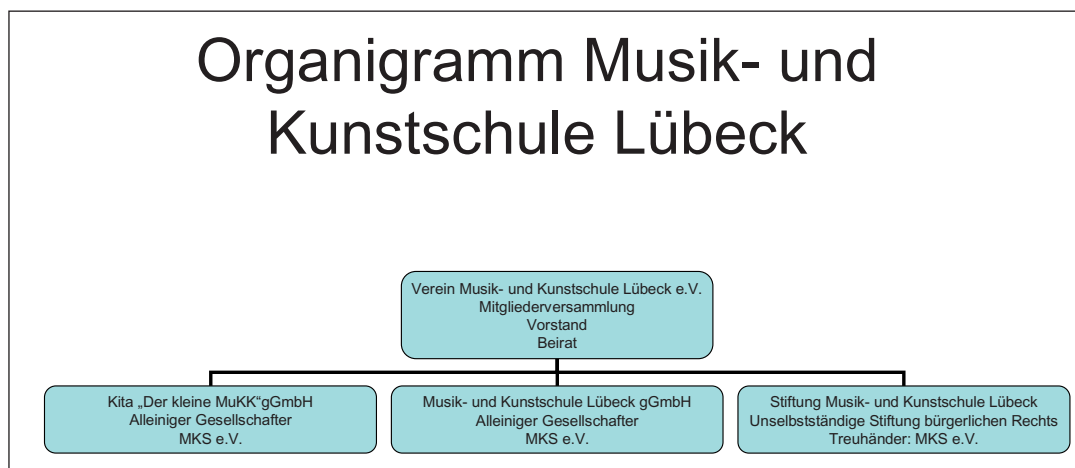 Organigramm Musik- und
Kunstschule Lübeck
Verein Musik- und Kunstschule Lübeck e.V.
Mitgliederversammlung
Vorstand
Beirat
Kita „Der kleine MuKK“gGmbH
Alleiniger Gesellschafter
MKS e.V.
Musik- und Kunstschule Lübeck gGmbH
Alleiniger Gesellschafter
MKS e.V.
Stiftung Musik- und Kunstschule Lübeck
Unselbstständige Stiftung bürgerlichen Rechts
Treuhänder: MKS e.V.